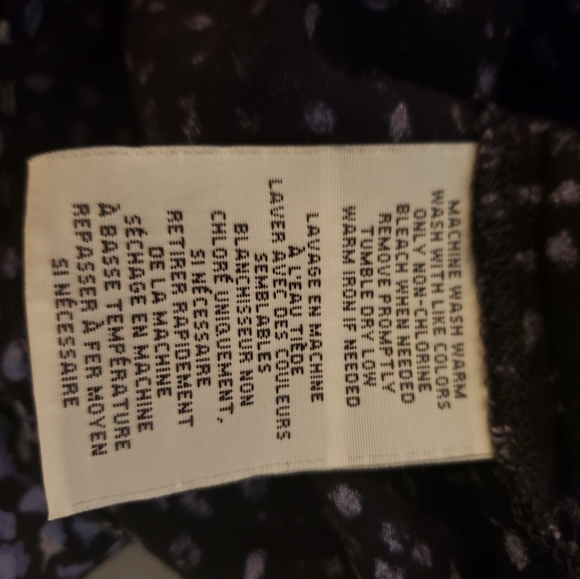 MACHINE WASH WARM
WASH WITH LIKE COLORS
ONLY NON-CHLORINE
BLEACH WHEN NEEDED
REMOVE PROMPTLY
TUMBLE DRY LOW
WARM IRON IF NEEDED
LAVAGE EN MACHINE
À L'EAU TIÈDE
LAVER AVEC DES COULEURS
SEMBLABLES
BLANCHISSEUR NON
CHLORÉ UNIQUEMENT,
SI NÉCESSAIRE
RETIRER RAPIDEMENT
DE LA MACHINE
SÉCHAGE EN MACHINE
À BASSE TEMPÉRATURE
REPASSER À FER MOYEN
SI NÉCESSAIRE